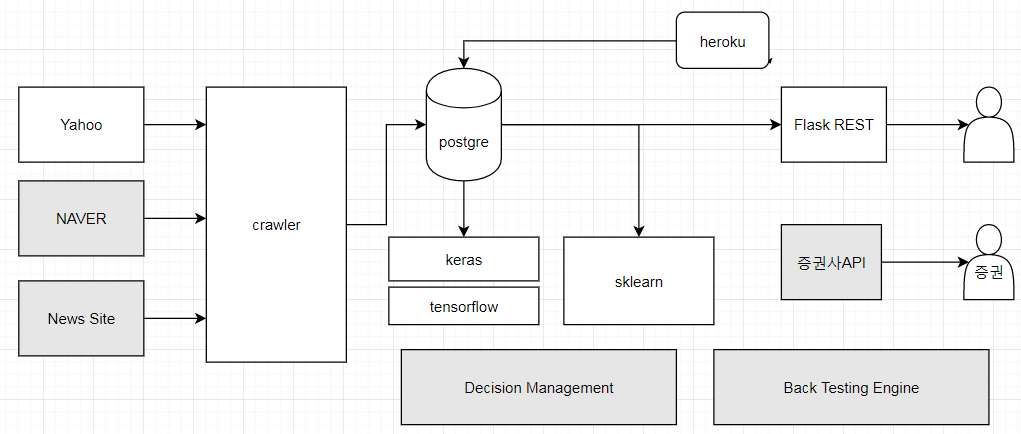 heroku
Yahoo
postgre
Flask REST
NAVER
crawler
keras
sklearn
증권사API
증권
News Site
tensorflow
Decision Management
Back Testing Engine